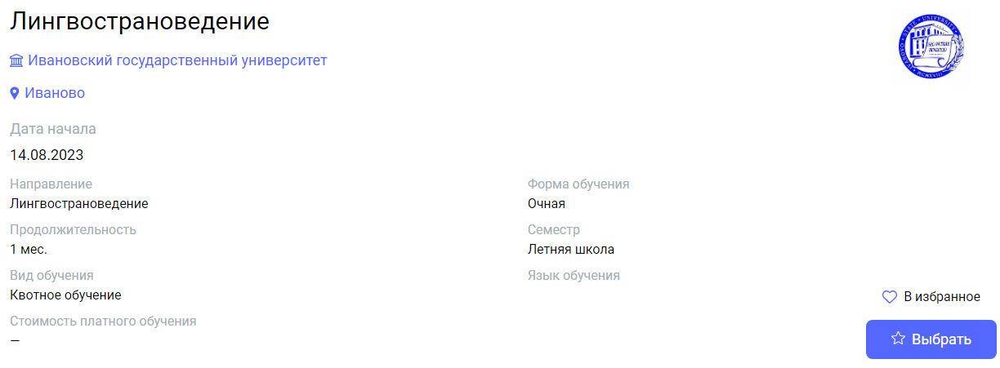 Лингвострановедение
Ивановский государственный университет
Иваново
Дата начала
14.08.2023
Направление
Лингвострановедение
Форма обучения
Очная
Продолжительность
1 мес.
Семестр
Летняя школа
Вид обучения
Квотное обучение
Язык обучения
Стоимость платного обучения
—
В избранное
Выбрать